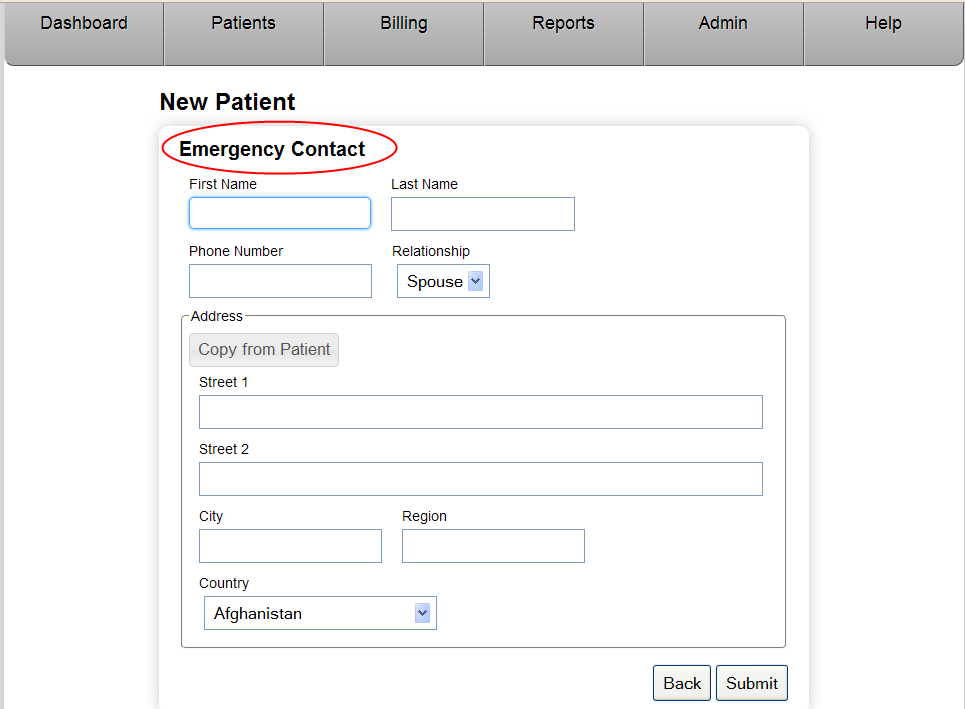 Dashboard Patients Billing Reports Admin Help
New Patient
Emergency Contact
First Name Last Name
Phone Number Relationship
Spouse
Address
Copy from Patient
Street 1
Street 2
City Region
Country
Afghanistan
Back Submit